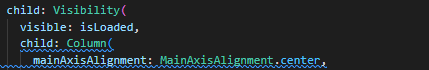 child: Visibility(
visible: isLoaded,
child: Column(
mainAxisAlignment: MainAxisAlignment.center,